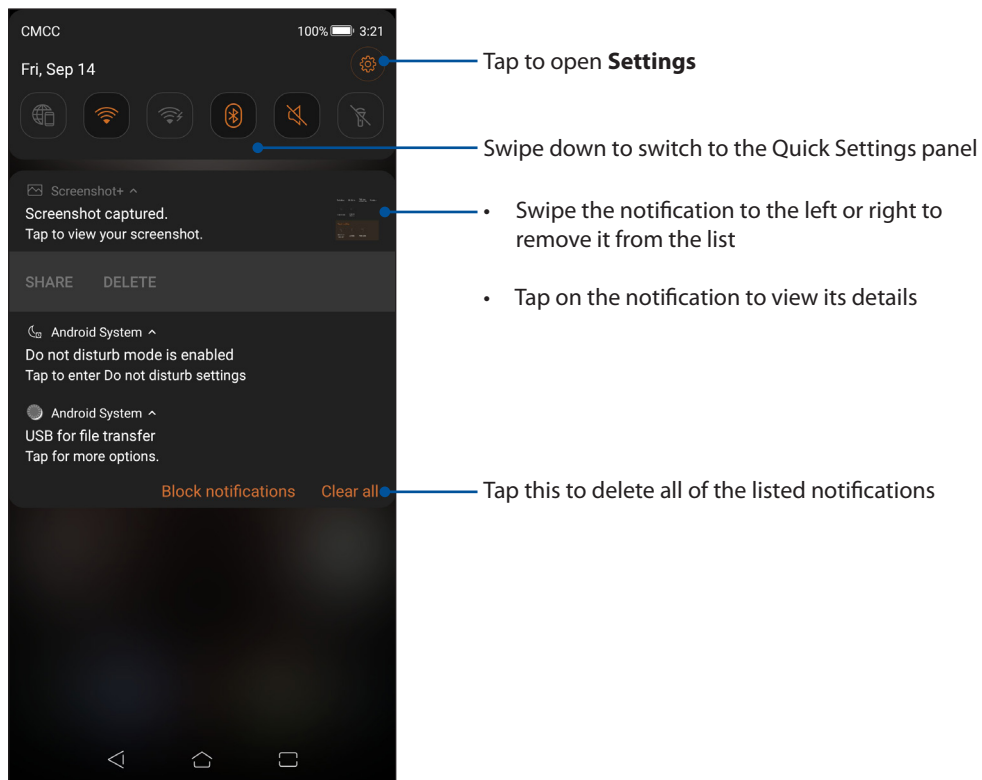 CMCC 100% 3:21
Fri, Sep 14
Tap to open Settings
Swipe down to switch to the Quick Settings panel
Screenshot+
Screenshot captured.
Tap to view your screenshot.
• Swipe the notification to the left or right to
remove it from the list
SHARE DELETE
• Tap on the notification to view its details
Android System
Do not disturb mode is enabled
Tap to enter Do not disturb settings
Android System
USB for file transfer
Tap for more options.
Block notifications Clear all
Tap this to delete all of the listed notifications